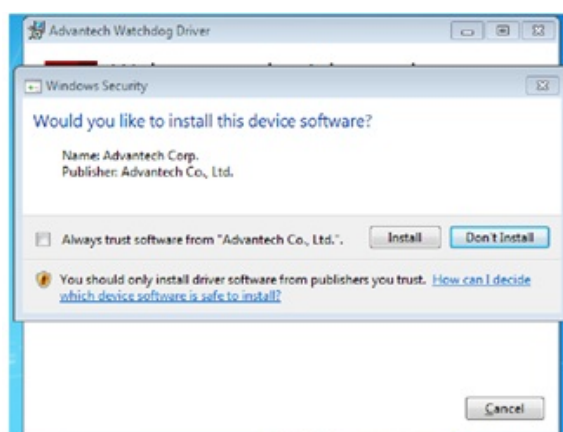 Advantech Watchdog Driver
Windows Security
Would you like to install this device software?
Name: Advantech Corp.
Publisher: Advantech Co., Ltd.
Always trust software from "Advantech Co., Ltd.".
Install
Don't Install
You should only install driver software from publishers you trust. How can I decide
which device software is safe to install?
Cancel